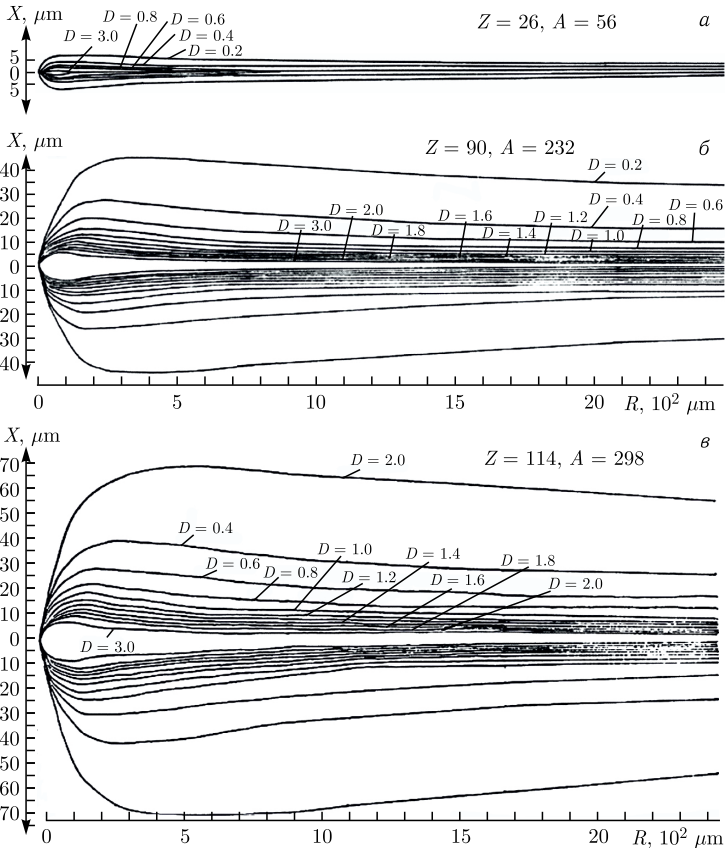 X, μm
Z = 26, A = 56
а
D = 0.8
D = 0.6
D = 3.0
D = 0.4
D = 0.2
5
0
5
X, μm
Z = 90, A = 232
б
D = 0.2
D = 0.4
D = 0.6
D = 2.0
D = 1.6
D = 1.2
D = 0.8
D = 3.0
D = 1.8
D = 1.4
D = 1.0
40
30
20
10
0
10
20
30
40
0 5 10 20 R, 10² μm
X, μm
Z = 114, A = 298
в
D = 2.0
D = 0.4
D = 1.0
D = 1.4
D = 1.8
D = 0.6
D = 0.8
D = 1.2
D = 1.6
D = 2.0
D = 3.0
70
60
50
40
30
20
10
0
10
20
30
40
50
60
70
0 5 10 15 20 R, 10² μm